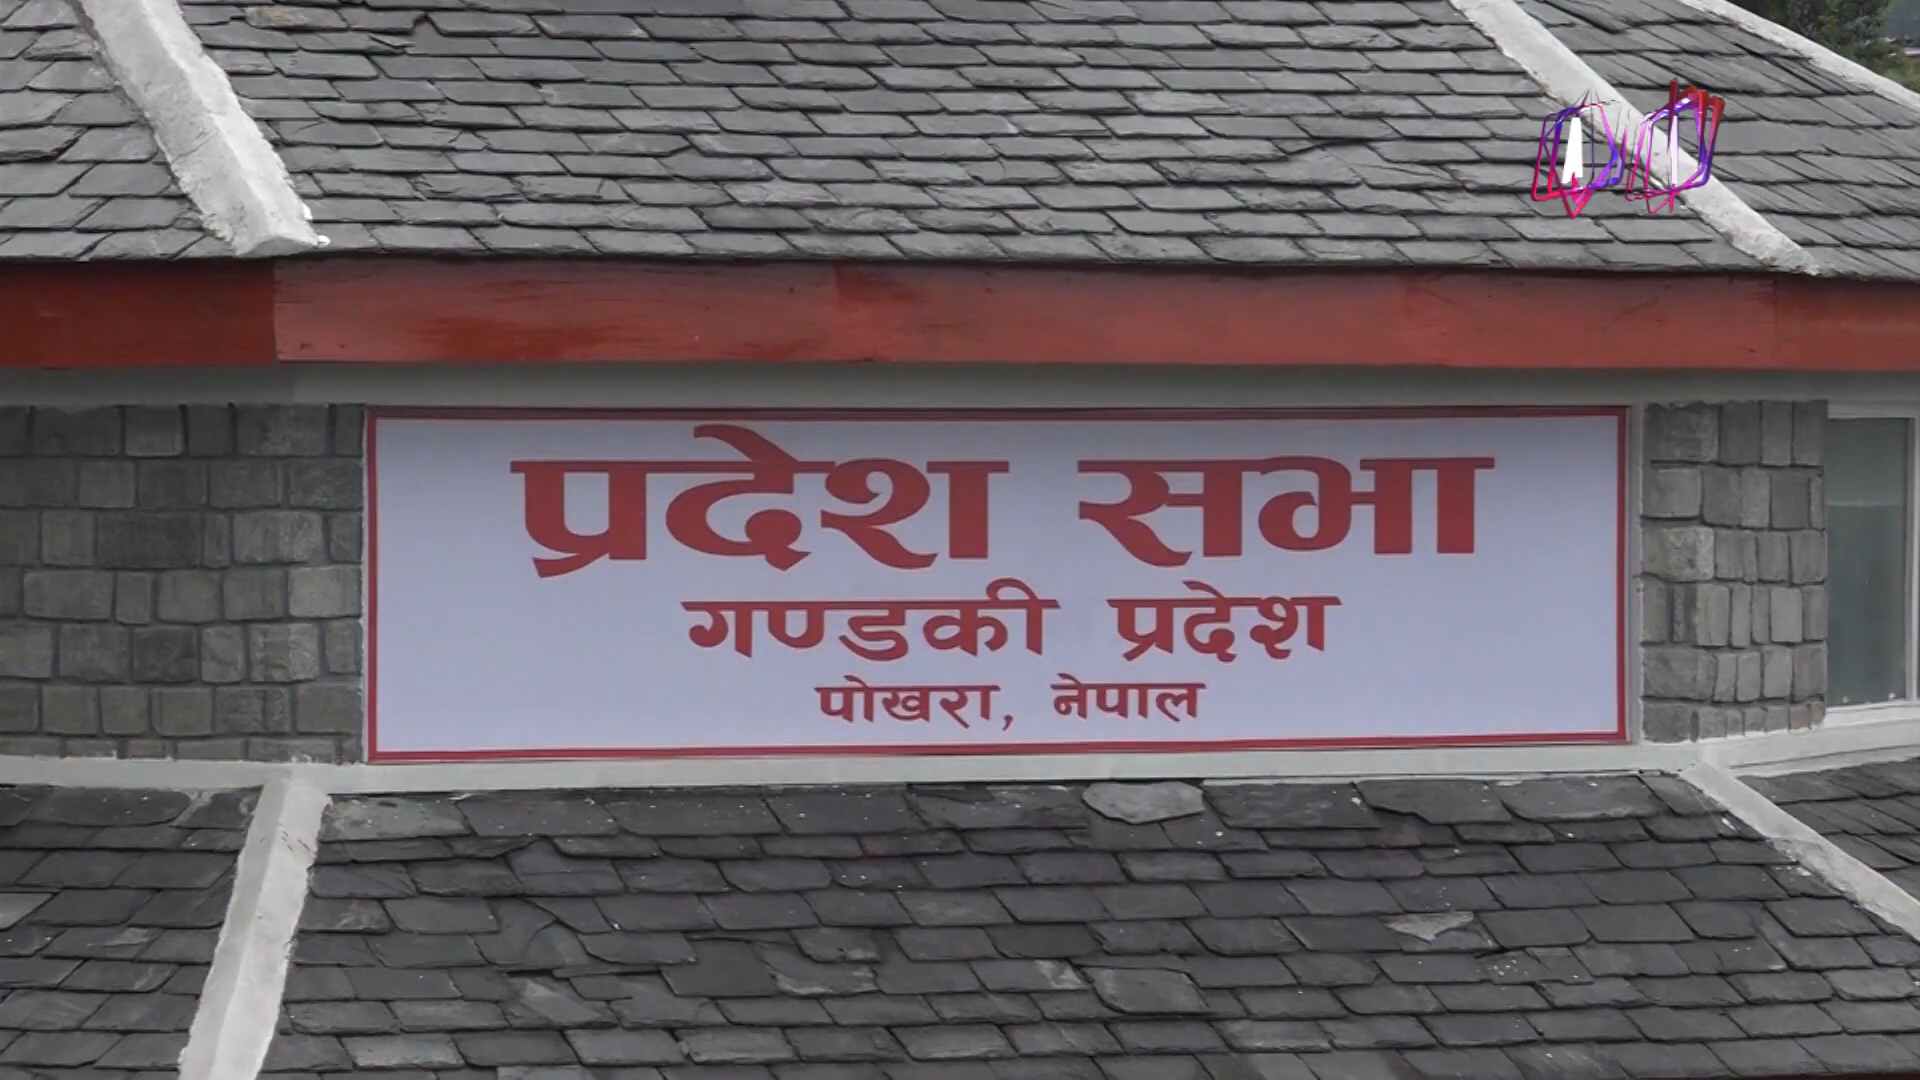 प्रदेश सभा
गण्डकी प्रदेश
पोखरा, नेपाल